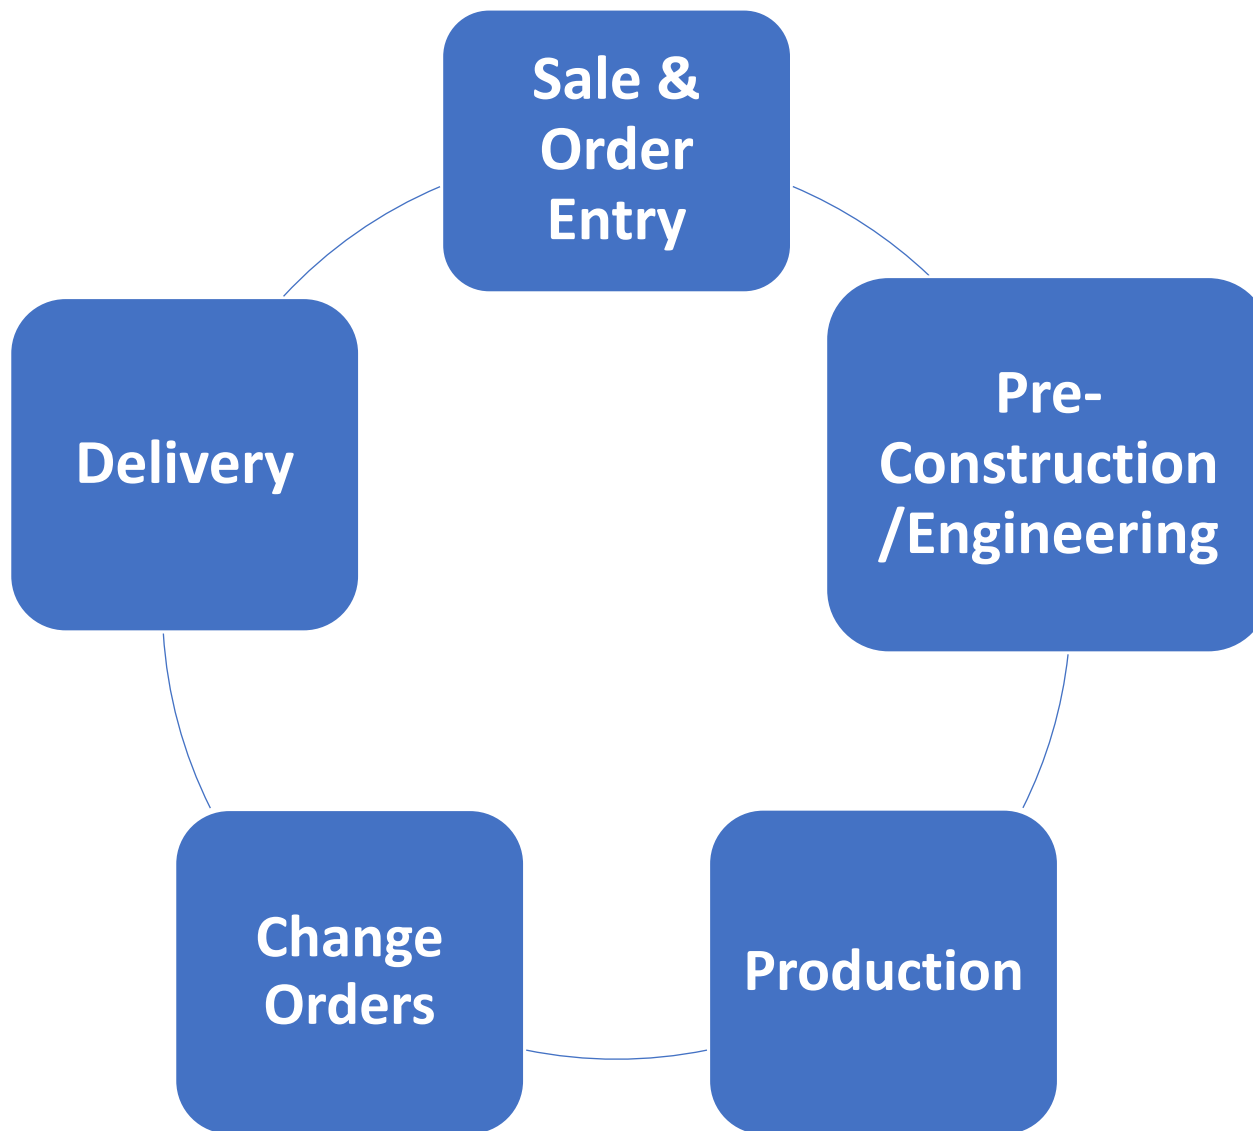 Sale &
Order
Entry
Pre-
Construction
/Engineering
Production
Change
Orders
Delivery